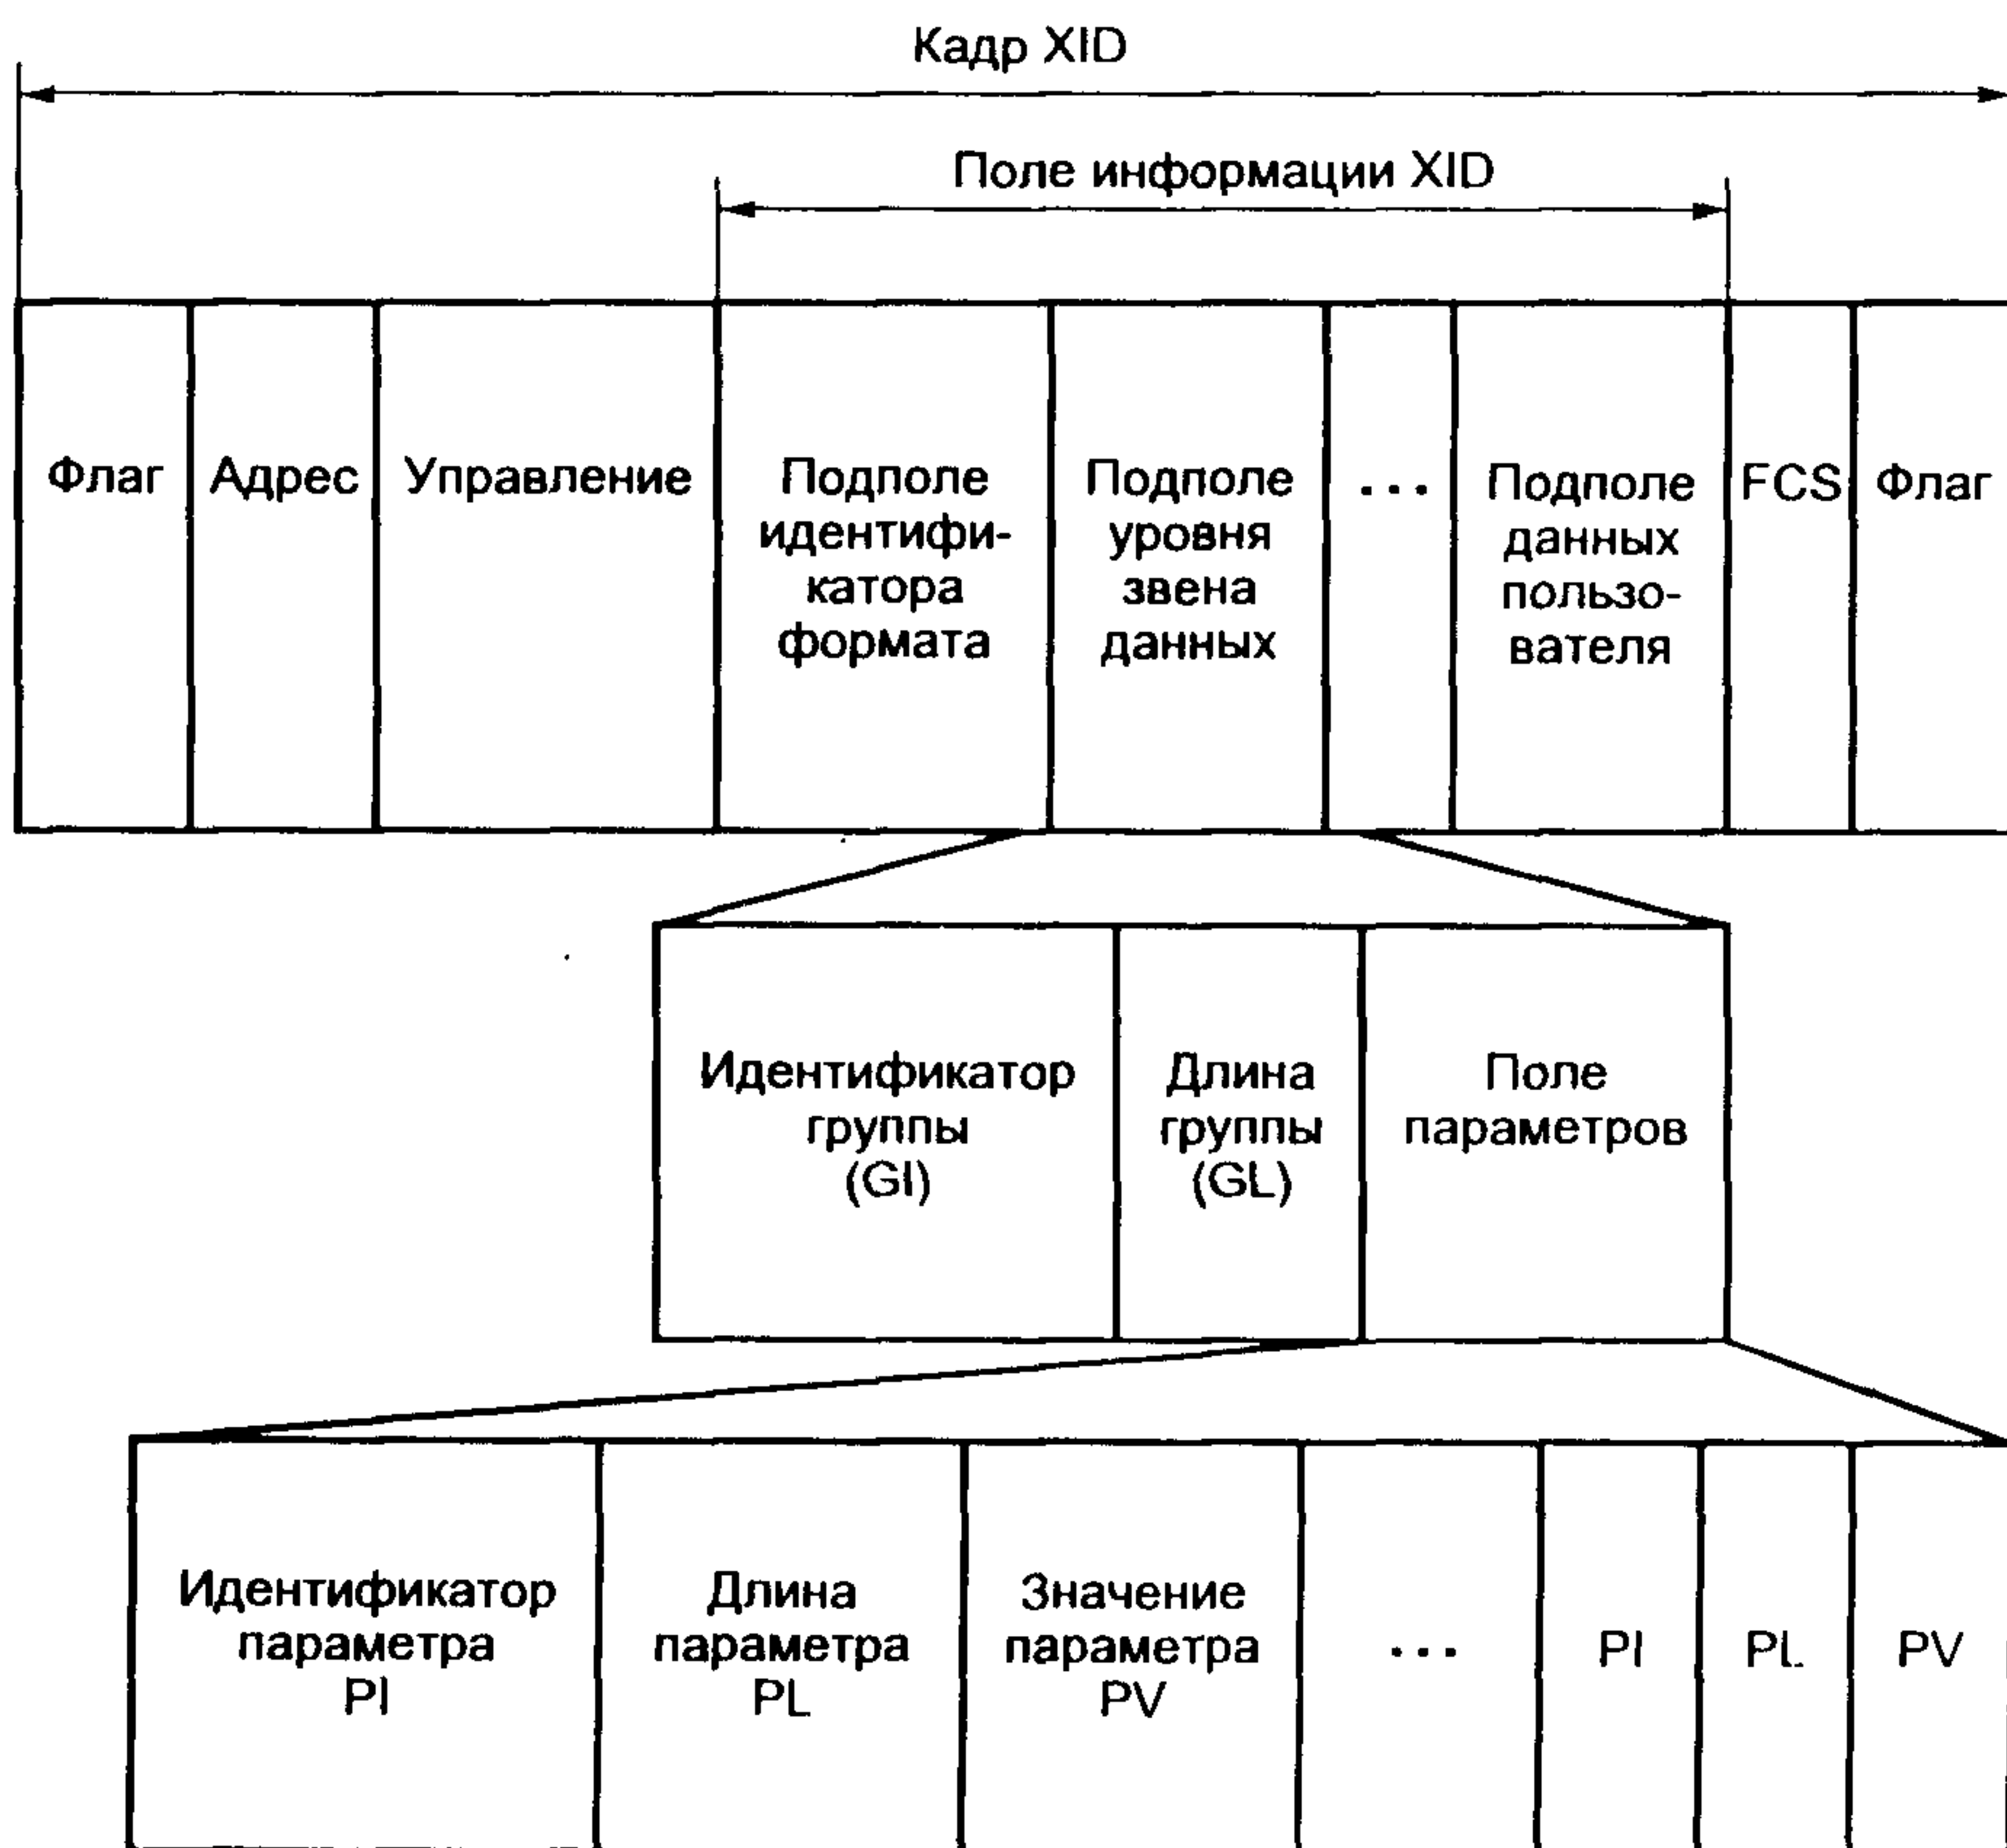 Кадр XID
Поле информации XID
Флаг
Адрес
Управление
Подполе
идентифи-
катора
формата
Подполе
уровня
звена
данных
...
Подполе
данных
пользо-
вателя
FCS
Флаг
Идентификатор
группы
(GI)
Длина
группы
(GL)
Поле
параметров
Идентификатор
параметра
PI
Длина
параметра
PL
Значение
параметра
PV
...
PI
PL
PV